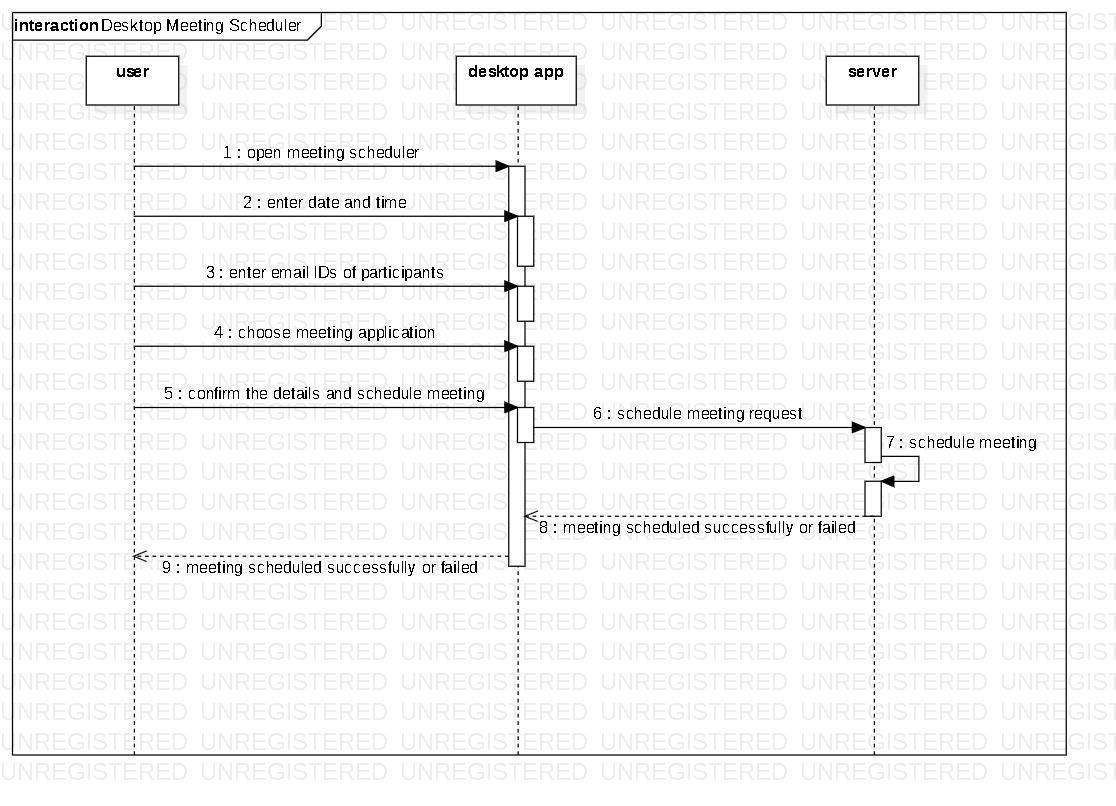 interaction Desktop Meeting Scheduler
user
desktop app
server
1 : open meeting scheduler
2 : enter date and time
3 : enter email IDs of participants
4 : choose meeting application
5 : confirm the details and schedule meeting
6 : schedule meeting request
7 : schedule meeting
8 : meeting scheduled successfully or failed
9 : meeting scheduled successfully or failed
UNREGISTERED